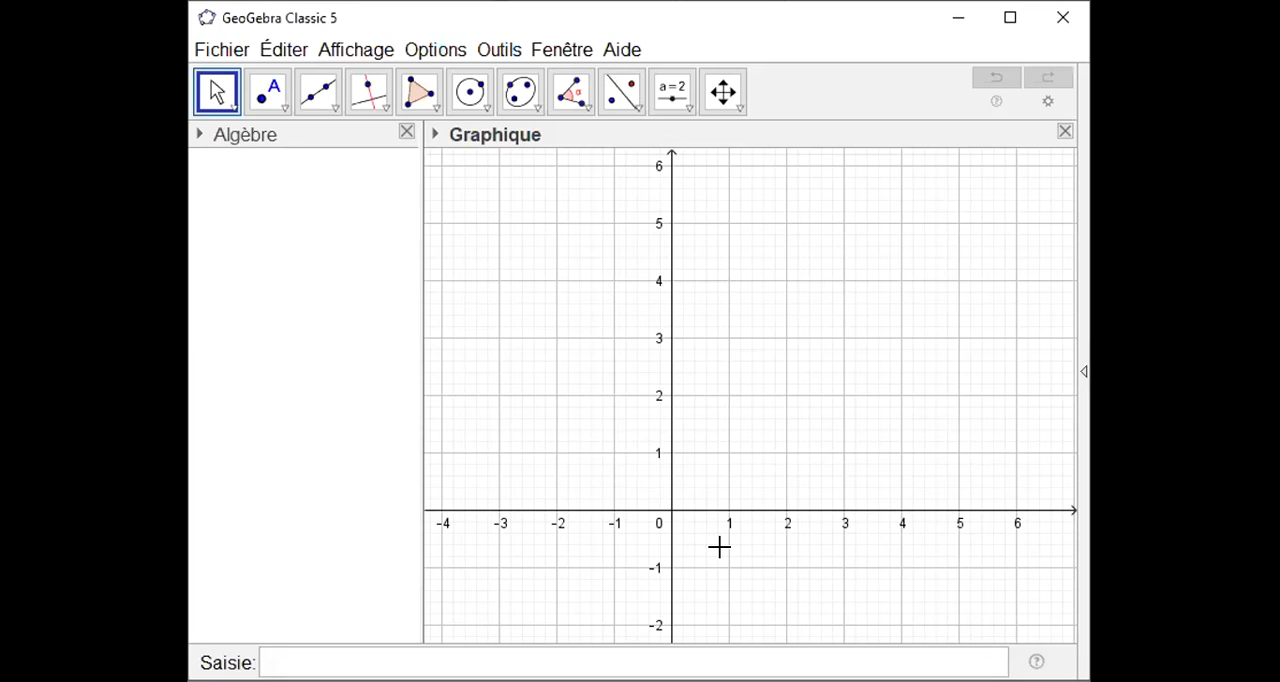 GeoGebra Classic 5
Fichier Éditer Affichage Options Outils Fenêtre Aide
A
α
a=2
Algèbre
Graphique
6
5
4
3
2
1
-4 -3 -2 -1 0 1 2 3 4 5 6
-1
-2
Saisie: